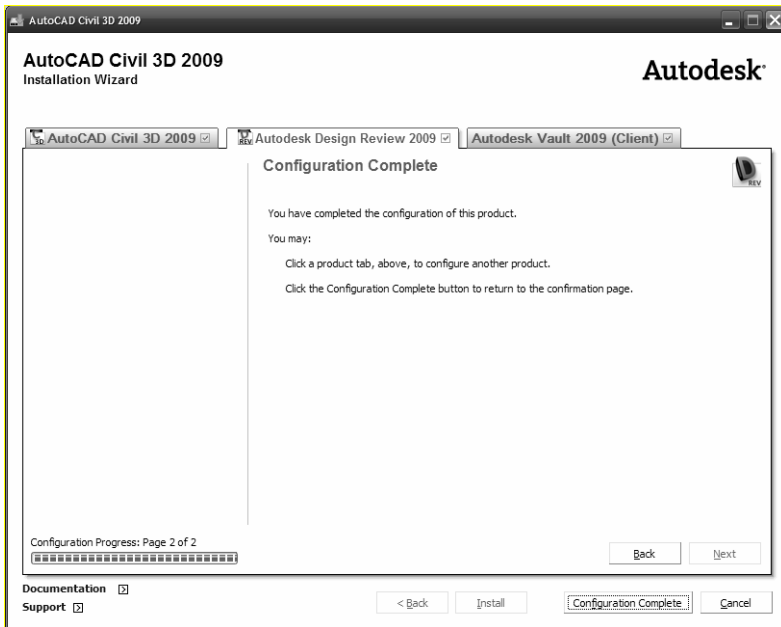 AutoCAD Civil 3D 2009
AutoCAD Civil 3D 2009
Installation Wizard
Autodesk
C 3D AutoCAD Civil 3D 2009
D REV Autodesk Design Review 2009
Autodesk Vault 2009 (Client)
Configuration Complete
D REV
You have completed the configuration of this product.
You may:
Click a product tab, above, to configure another product.
Click the Configuration Complete button to return to the confirmation page.
Configuration Progress: Page 2 of 2
Back
Next
Documentation
Support
< Back
Install
Configuration Complete
Cancel